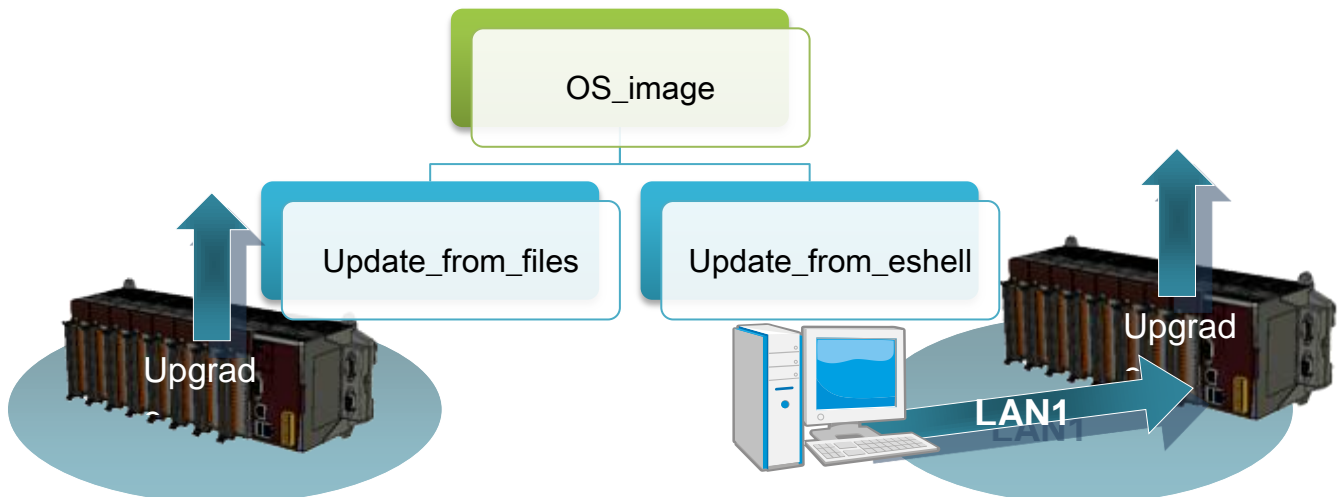 OS_image
Update_from_files
Update_from_eshell
Upgrad
Upgrad
LAN1